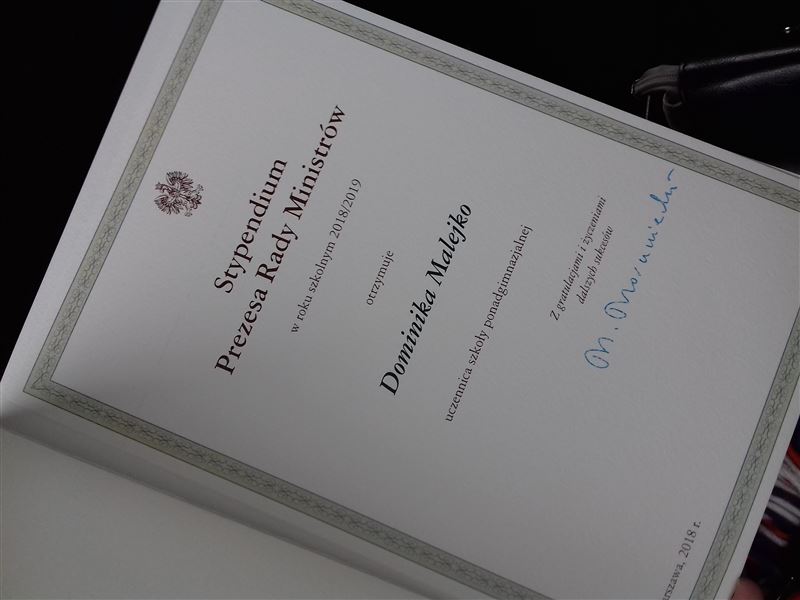 Stypendium
Prezesa Rady Ministrów
w roku szkolnym 2018/2019
otrzymuje
Dominika Malejko
uczennica szkoły ponadgimnazjalnej
Z gratulacjami i życzeniami
dalszych sukcesów
2018 r.